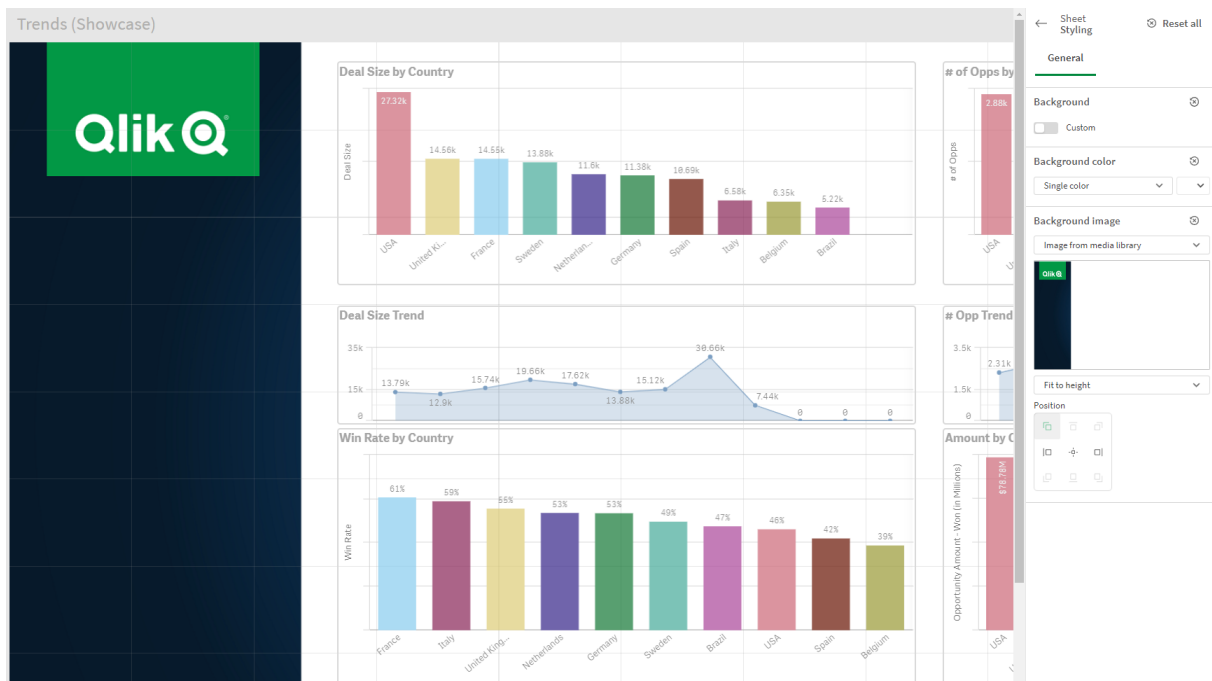 Trends (Showcase)
Qlik
Deal Size by Country
Deal Size
27.32k
14.56k
14.55k
13.88k
11.6k
11.38k
10.69k
6.58k
6.35k
5.22k
USA
United Ki...
France
Sweden
Netherlan...
Germany
Spain
Italy
Belgium
Brazil
# of Opps by
# of Opps
2.88k
USA
Deal Size Trend
35k
15k
0
13.79k
12.9k
15.74k
19.66k
17.62k
13.88k
15.12k
30.66k
7.44k
0
0
0
# Opp Trend
3.5k
1.5k
0
2.31k
Win Rate by Country
Win Rate
61%
59%
55%
53%
53%
49%
47%
46%
42%
39%
France
Italy
United King...
Netherlands
Germany
Sweden
Brazil
USA
Spain
Belgium
Amount by C
Opportunity Amount - Won (in Millions)
$78.78M
USA
Sheet
Styling
Reset all
General
Background
Custom
Background color
Single color
Background image
Image from media library
Qlik
Fit to height
Position